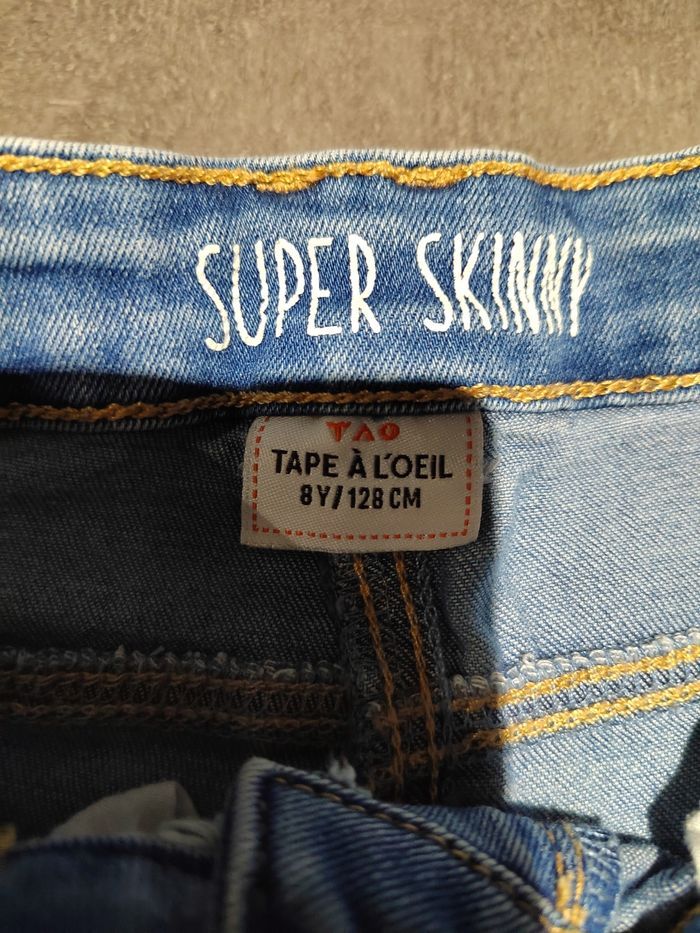 SUPER SKINNY
TAO
TAPE À L'OEIL
8Y/128 CM